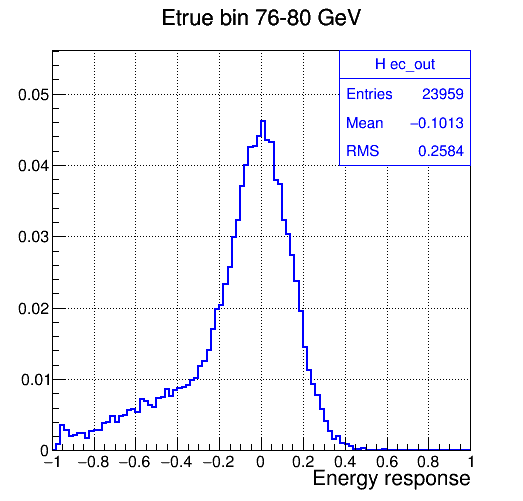 Etrue bin 76-80 GeV
H ec_out
Entries 23959
Mean −0.1013
RMS 0.2584
0.05
0.04
0.03
0.02
0.01
0
−1 −0.8 −0.6 −0.4 −0.2 0 0.2 0.4 0.6 0.8 1
Energy response